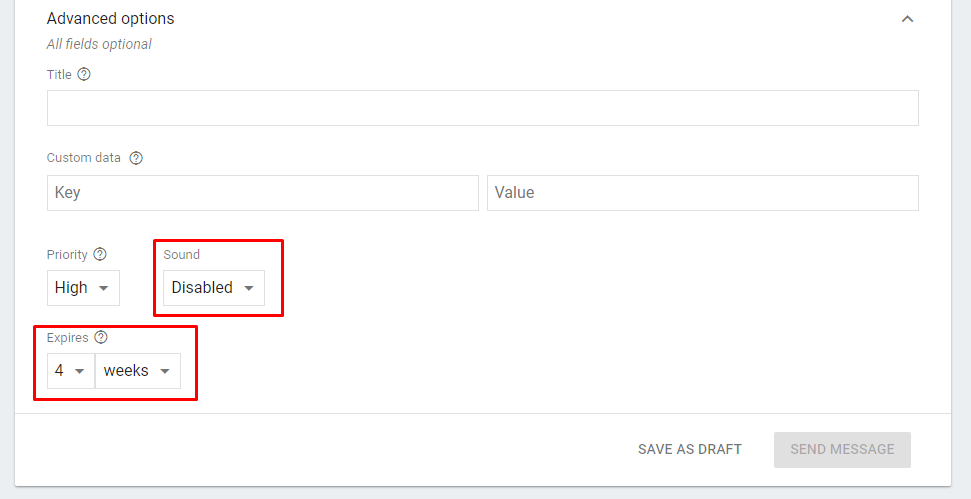 Advanced options
All fields optional
Title
Custom data
Key Value
Priority Sound
High Disabled
Expires
4 weeks
SAVE AS DRAFT SEND MESSAGE